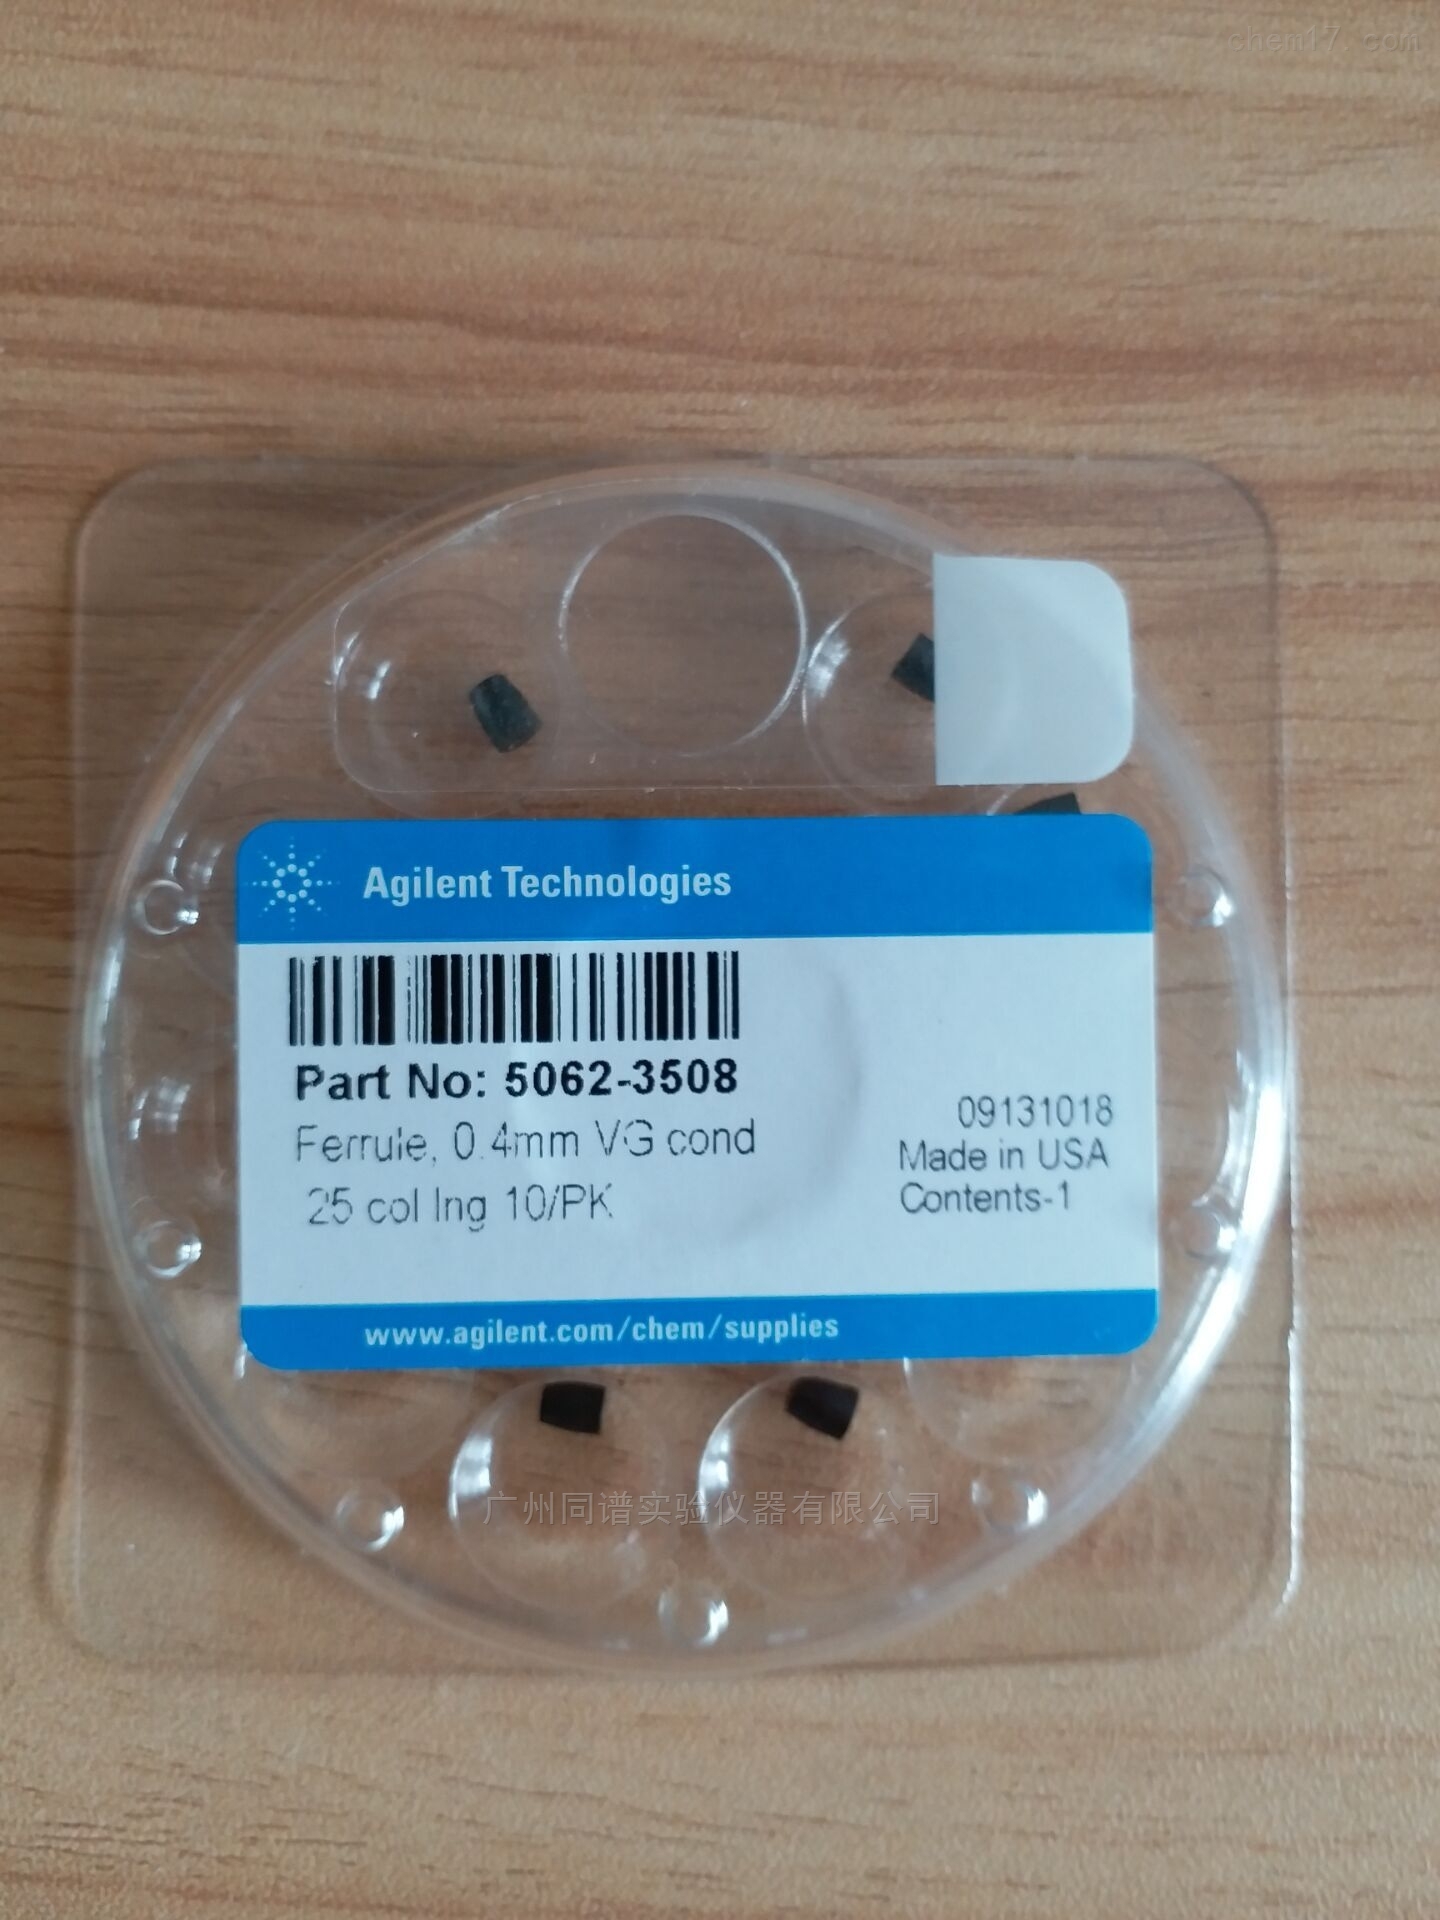 chem17.com
Agilent Technologies
Part No: 5062-3508
Ferrule, 0.4mm VG cond
25 col lng 10/PK
09131018
Made in USA
Contents-1
www.agilent.com/chem/supplies
广州同谱实验仪器有限公司